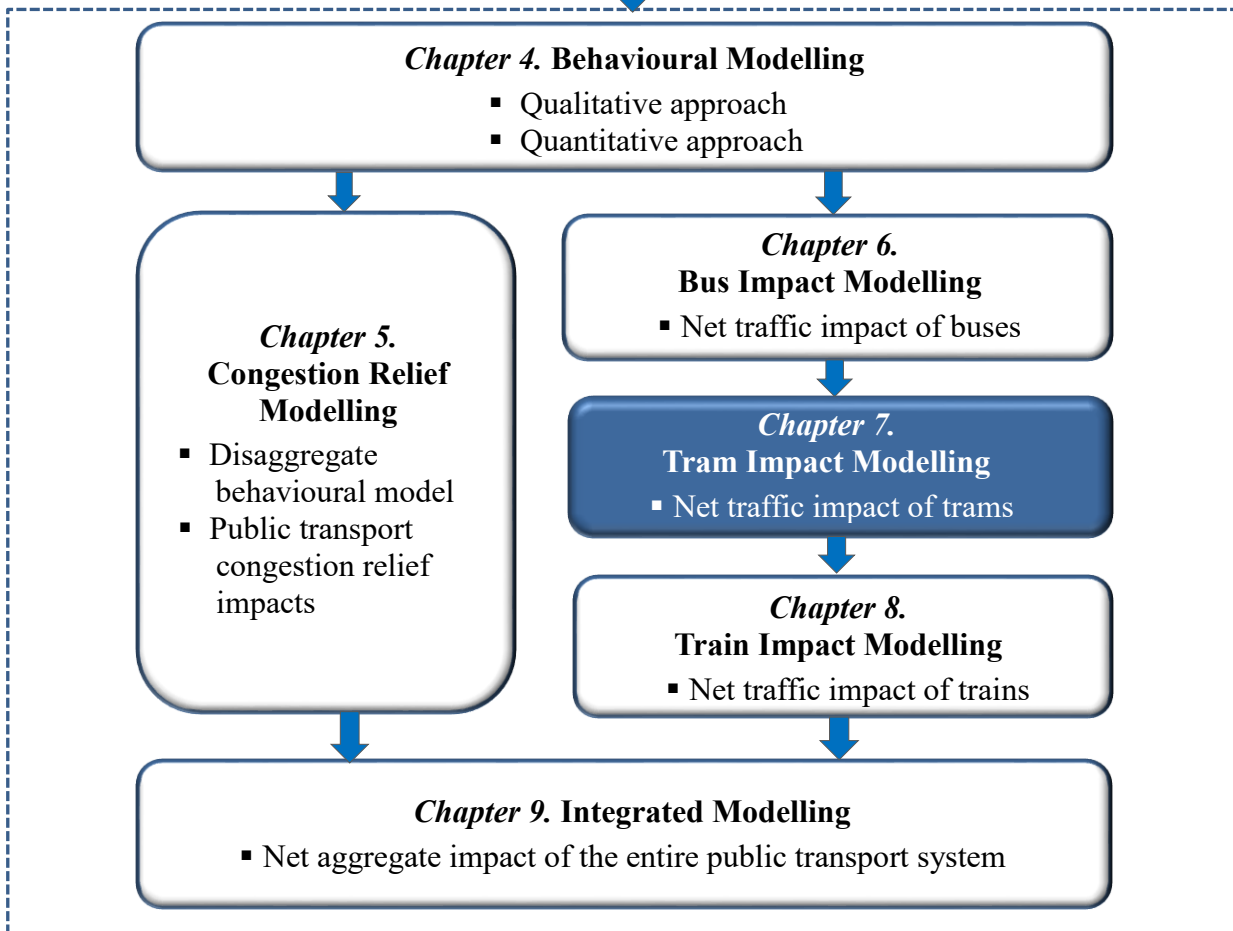 Chapter 4. Behavioural Modelling
▪ Qualitative approach
▪ Quantitative approach
Chapter 5.
Congestion Relief
Modelling
▪ Disaggregate
behavioural model
▪ Public transport
congestion relief
impacts
Chapter 6.
Bus Impact Modelling
▪ Net traffic impact of buses
Chapter 7.
Tram Impact Modelling
▪ Net traffic impact of trams
Chapter 8.
Train Impact Modelling
▪ Net traffic impact of trains
Chapter 9. Integrated Modelling
▪ Net aggregate impact of the entire public transport system